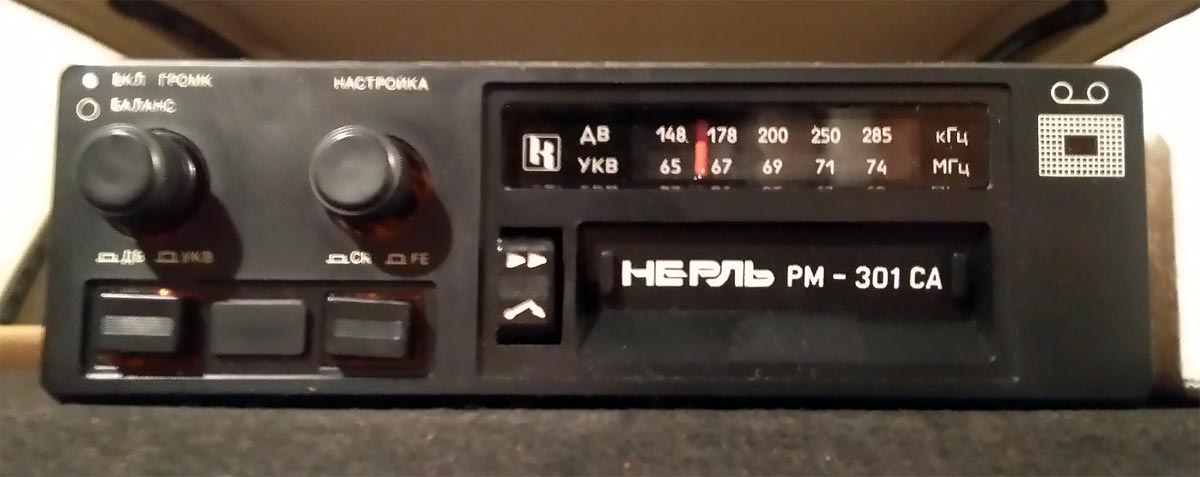 ВКЛ ГРОМК
БАЛАНС
НАСТРОЙКА
ДВ 148 178 200 250 285 кГц
УКВ 65 67 69 71 74 МГц
ДВ УКВ
CR FE
НЕРЛЬ РМ - 301 СА